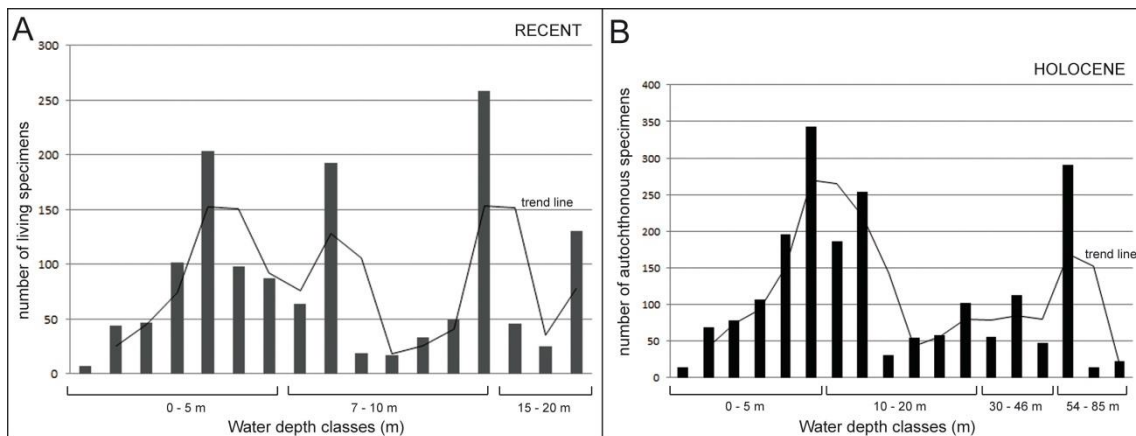 A
RECENT
number of living specimens
300
250
200
150
100
50
0
trend line
0 - 5 m
7 - 10 m
15 - 20 m
Water depth classes (m)
B
HOLOCENE
number of autochthonous specimens
400
350
300
250
200
150
100
50
0
trend line
0 - 5 m
10 - 20 m
30 - 46 m
54 - 85 m
Water depth classes (m)